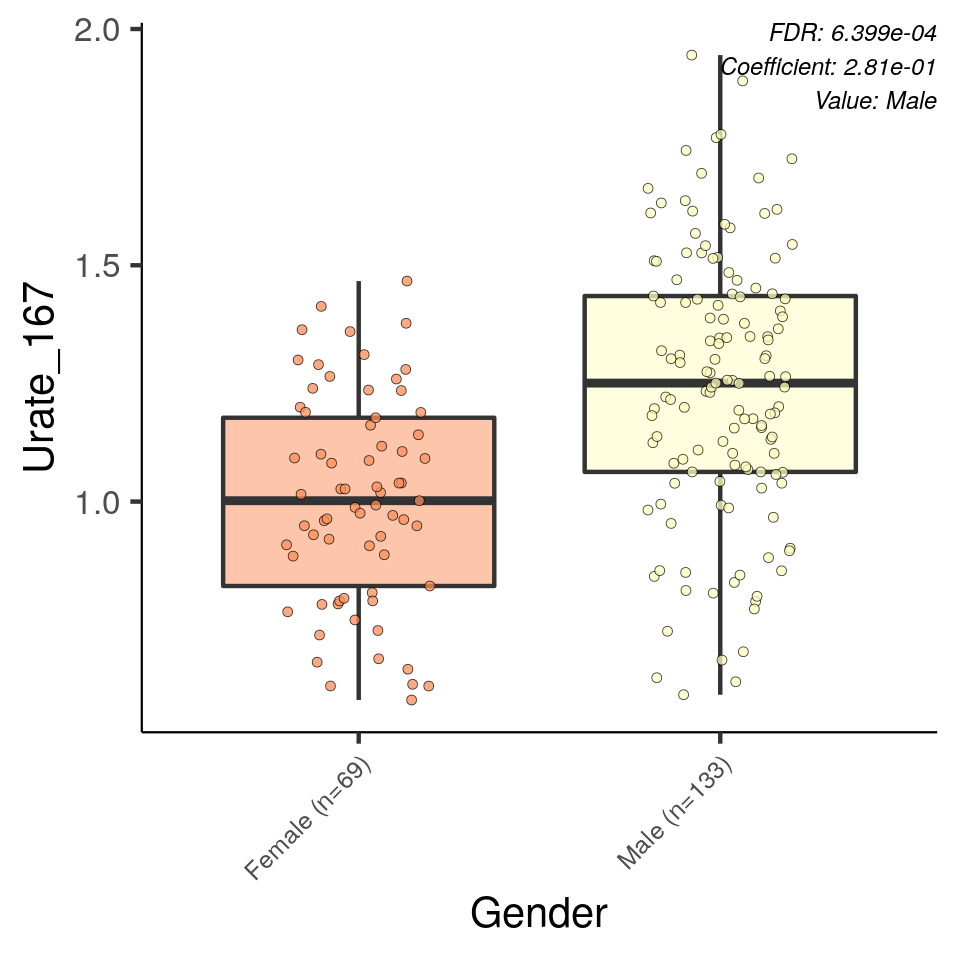 FDR: 6.399e-04
Coefficient: 2.81e-01
Value: Male
2.0
1.5
1.0
Urate_167
Female (n=69)
Male (n=133)
Gender